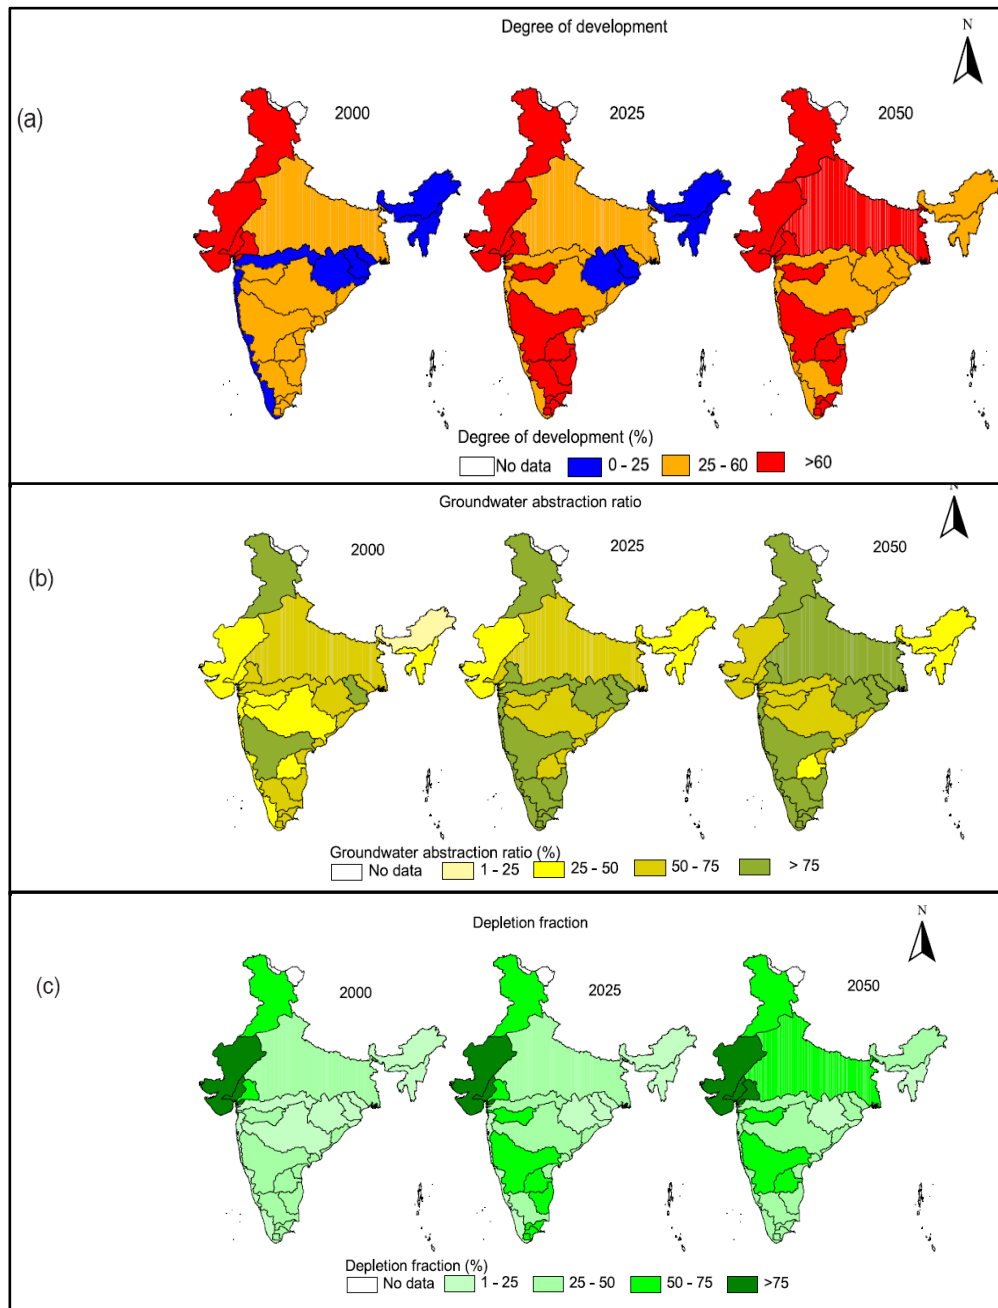 Degree of development
N
(a)
2000
2025
2050
Degree of development (%)
No data
0 - 25
25 - 60
>60
Groundwater abstraction ratio
N
(b)
2000
2025
2050
Groundwater abstraction ratio (%)
No data
1 - 25
25 - 50
50 - 75
> 75
Depletion fraction
N
(c)
2000
2025
2050
Depletion fraction (%)
No data
1 - 25
25 - 50
50 - 75
>75